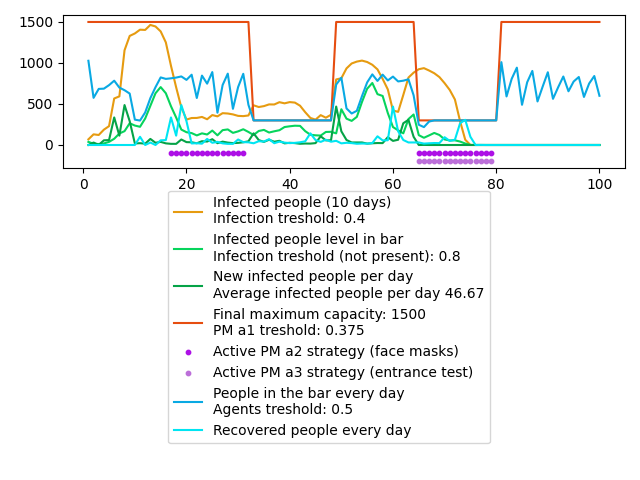 1500
1000
500
0
0
20
40
60
80
100
Infected people (10 days)
Infection treshold: 0.4
Infected people level in bar
Infection treshold (not present): 0.8
New infected people per day
Average infected people per day 46.67
Final maximum capacity: 1500
PM a1 treshold: 0.375
Active PM a2 strategy (face masks)
Active PM a3 strategy (entrance test)
People in the bar every day
Agents treshold: 0.5
Recovered people every day